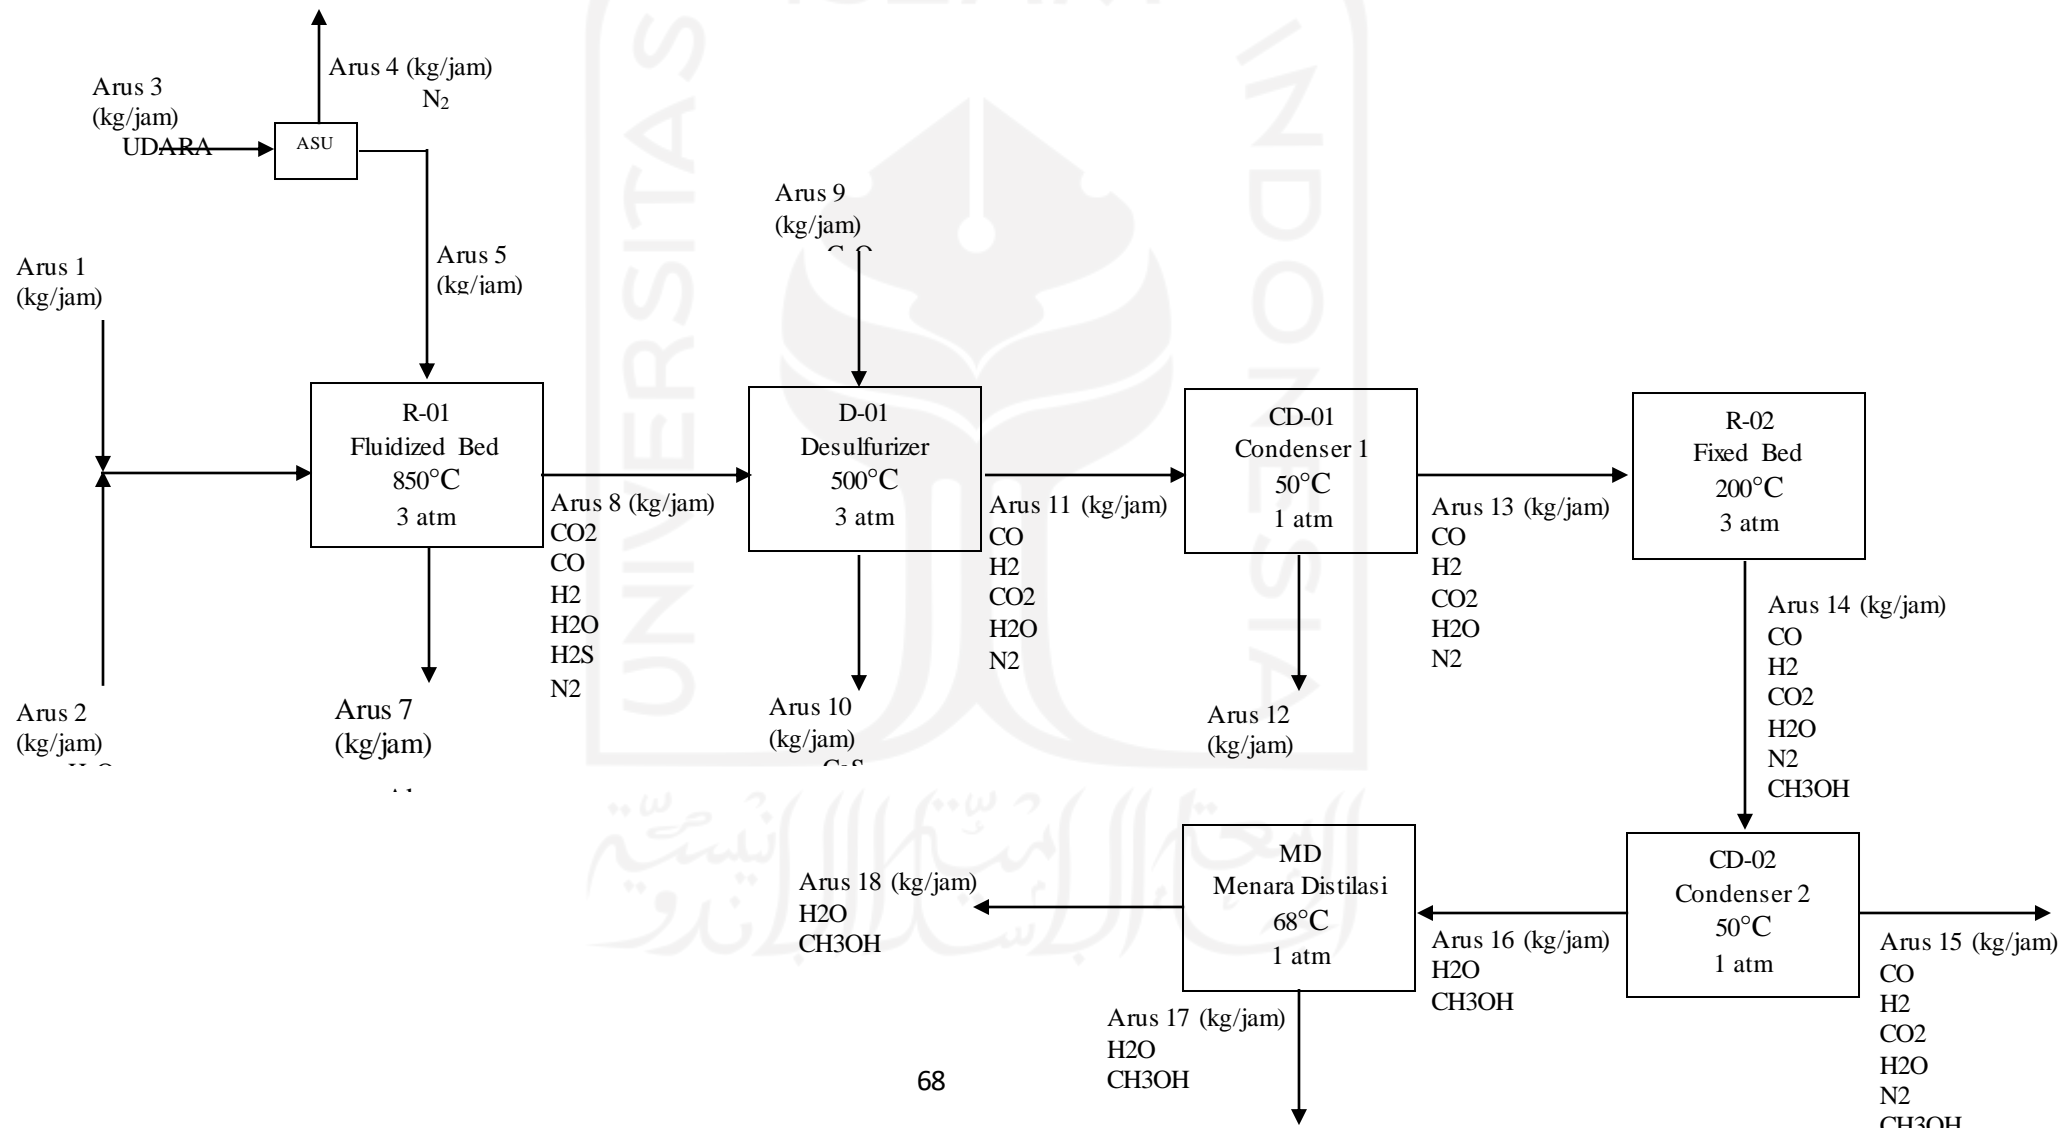 Arus 4 (kg/jam)
N2
Arus 3
(kg/jam)
UDARA
ASU
Arus 9
(kg/jam)
Arus 1
(kg/jam)
Arus 5
(kg/jam)
R-01
Fluidized Bed
850°C
3 atm
D-01
Desulfurizer
500°C
3 atm
CD-01
Condenser 1
50°C
1 atm
R-02
Fixed Bed
200°C
3 atm
Arus 8 (kg/jam)
CO2
CO
H2
H2O
H2S
N2
Arus 11 (kg/jam)
CO
H2
CO2
H2O
N2
Arus 13 (kg/jam)
CO
H2
CO2
H2O
N2
Arus 14 (kg/jam)
CO
H2
CO2
H2O
N2
CH3OH
Arus 2
(kg/jam)
Arus 7
(kg/jam)
Arus 10
(kg/jam)
Arus 12
(kg/jam)
MD
Menara Distilasi
68°C
1 atm
CD-02
Condenser 2
50°C
1 atm
Arus 18 (kg/jam)
H2O
CH3OH
Arus 16 (kg/jam)
H2O
CH3OH
Arus 15 (kg/jam)
CO
H2
CO2
H2O
N2
CH3OH
Arus 17 (kg/jam)
H2O
CH3OH
68
UNIVERSITAS
INDONESIA